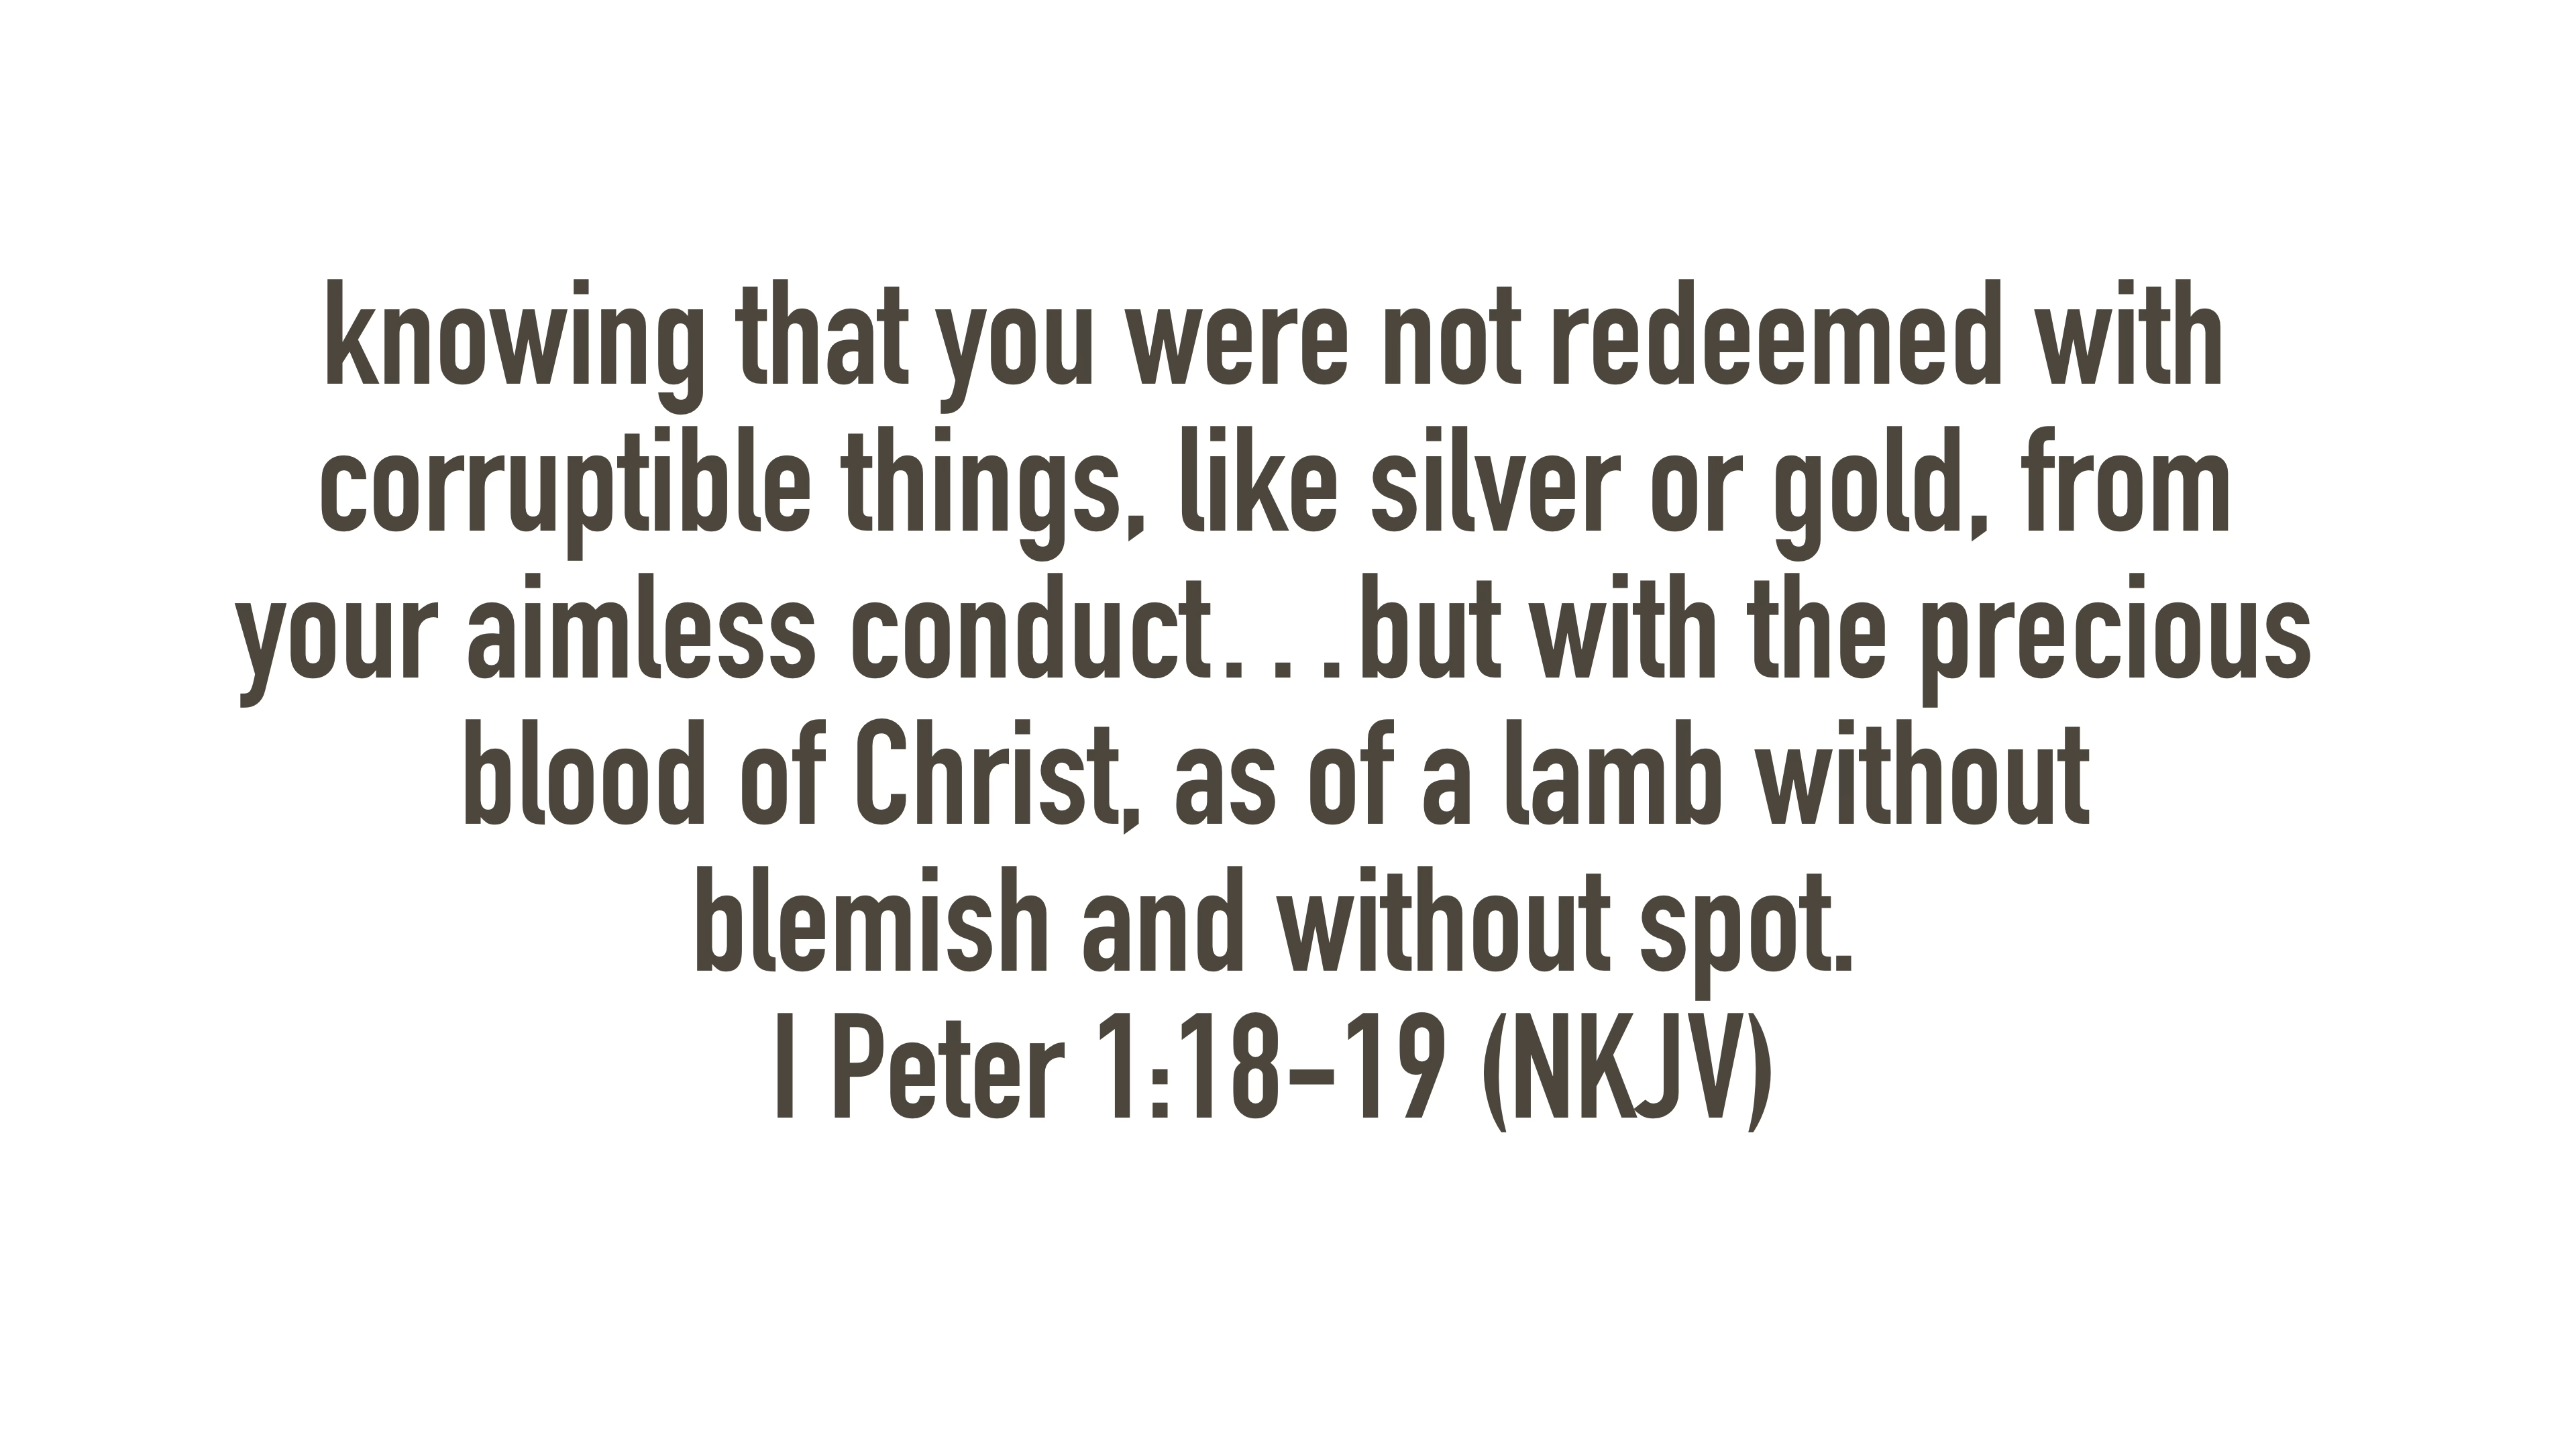 knowing that you were not redeemed with
corruptible things, like silver or gold, from
your aimless conduct...but with the precious
blood of Christ, as of a lamb without
blemish and without spot.
I Peter 1:18–19 (NKJV)